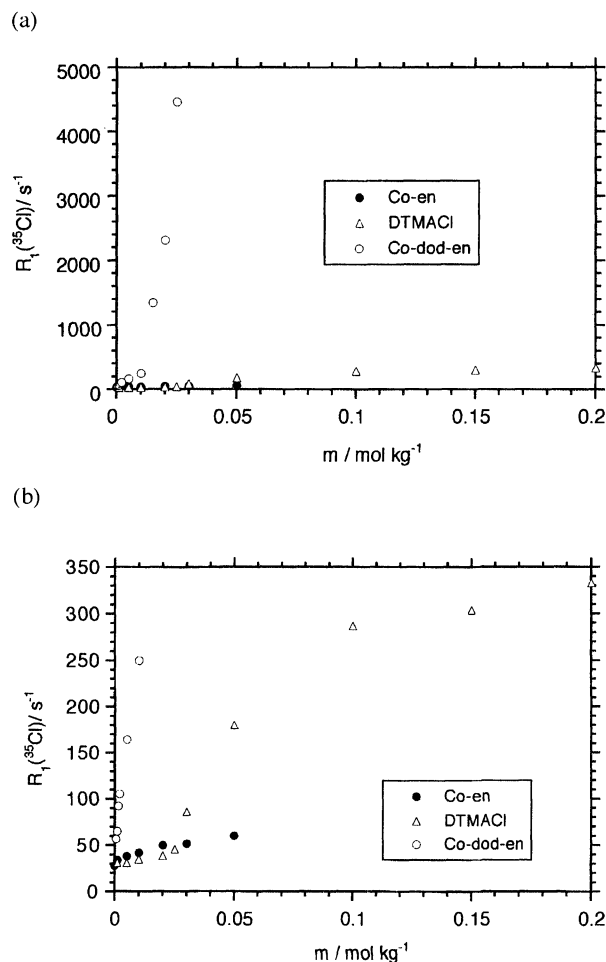 (a)
5000
4000
3000
2000
1000
0
R₁(³⁵Cl)/ s⁻¹
Co-en
DTMACl
Co-dod-en
0 0.05 0.1 0.15 0.2
m / mol kg⁻¹
(b)
350
300
250
200
150
100
50
0
R₁(³⁵Cl)/ s⁻¹
Co-en
DTMACl
Co-dod-en
0 0.05 0.1 0.15 0.2
m / mol kg⁻¹